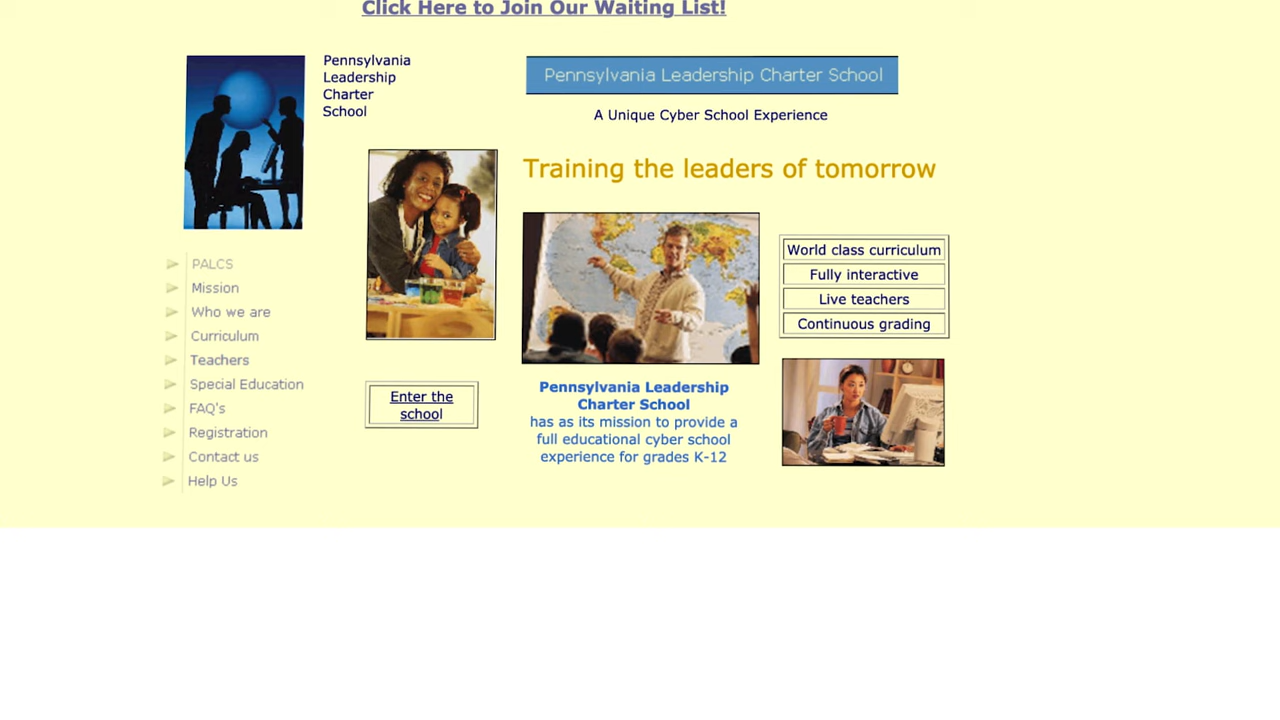 Click Here to Join Our Waiting List!
Pennsylvania
Leadership
Charter
School
Pennsylvania Leadership Charter School
A Unique Cyber School Experience
Training the leaders of tomorrow
PALCS
Mission
Who we are
Curriculum
Teachers
Special Education
FAQ's
Registration
Contact us
Help Us
Enter the
school
World class curriculum
Fully interactive
Live teachers
Continuous grading
Pennsylvania Leadership
Charter School
has as its mission to provide a
full educational cyber school
experience for grades K-12